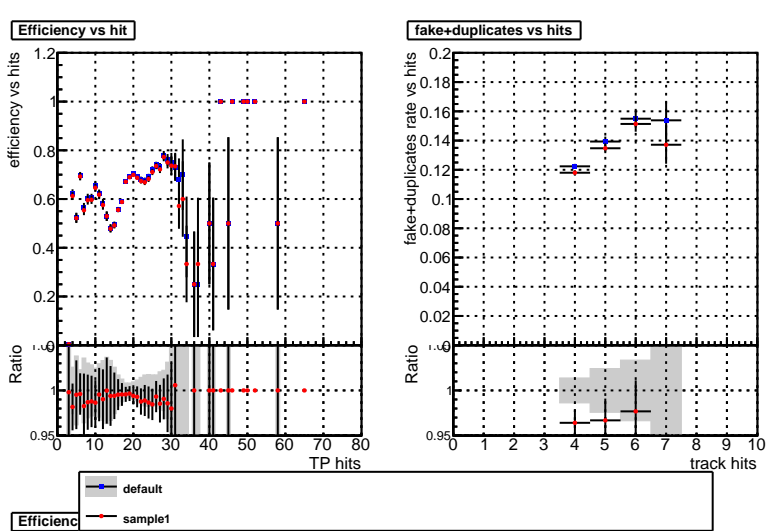 Efficiency vs hit
efficiency vs hits
1.2
1
0.8
0.6
0.4
0.2
0
Ratio
1
0.95
0 10 20 30 40 50 60 70 80
TP hits
fake+duplicates vs hits
fake+duplicates rate vs hits
0.2
0.18
0.16
0.14
0.12
0.1
0.08
0.06
0.04
0.02
0
Ratio
1
0.95
0 1 2 3 4 5 6 7 8 9 10
track hits
default
sample1
Efficienc